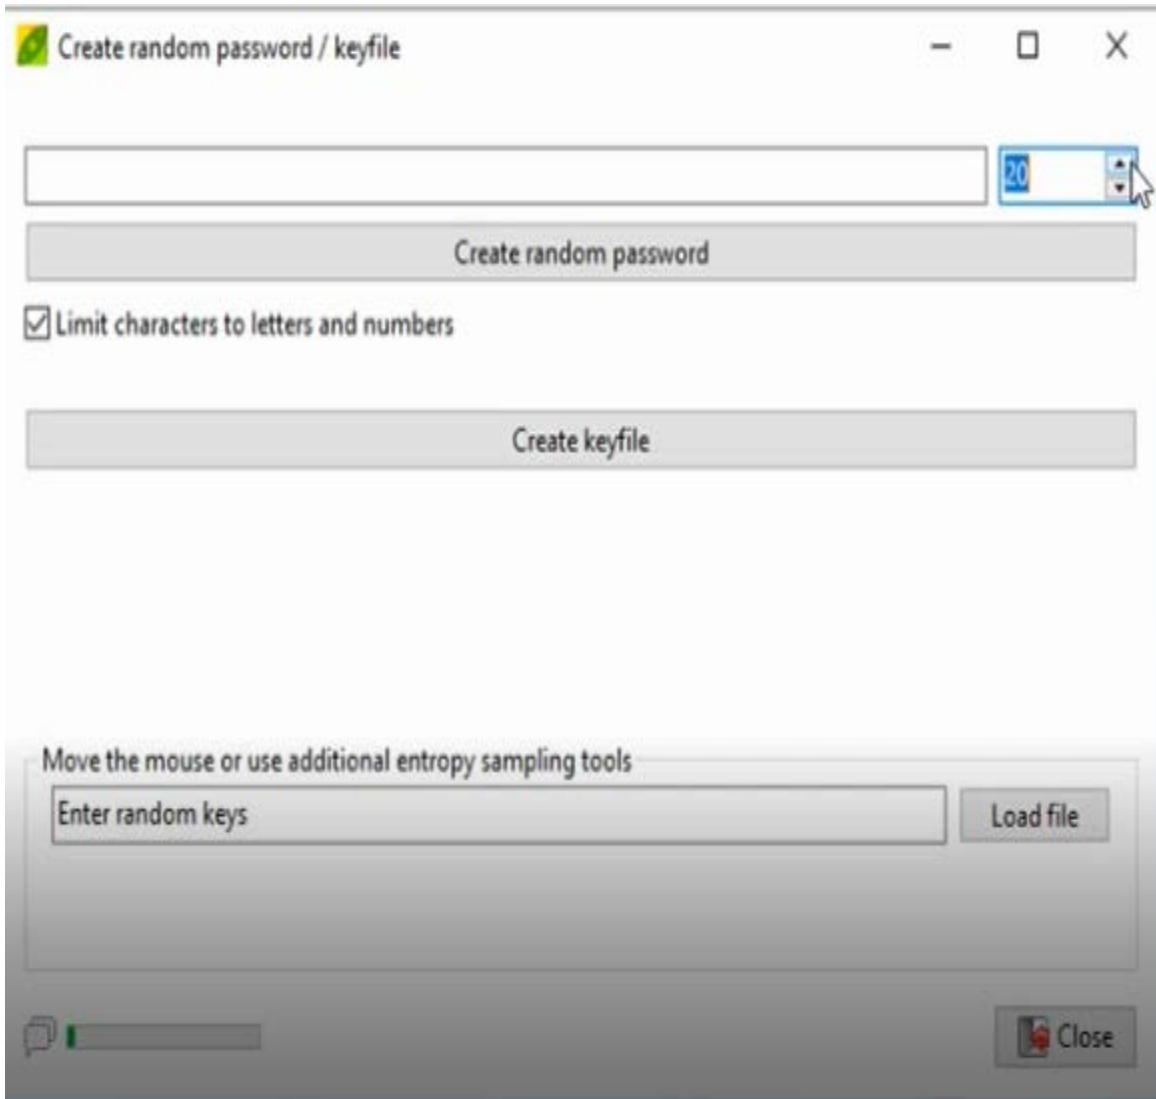 Create random password / keyfile
20
Create random password
Limit characters to letters and numbers
Create keyfile
Move the mouse or use additional entropy sampling tools
Enter random keys
Load file
Close